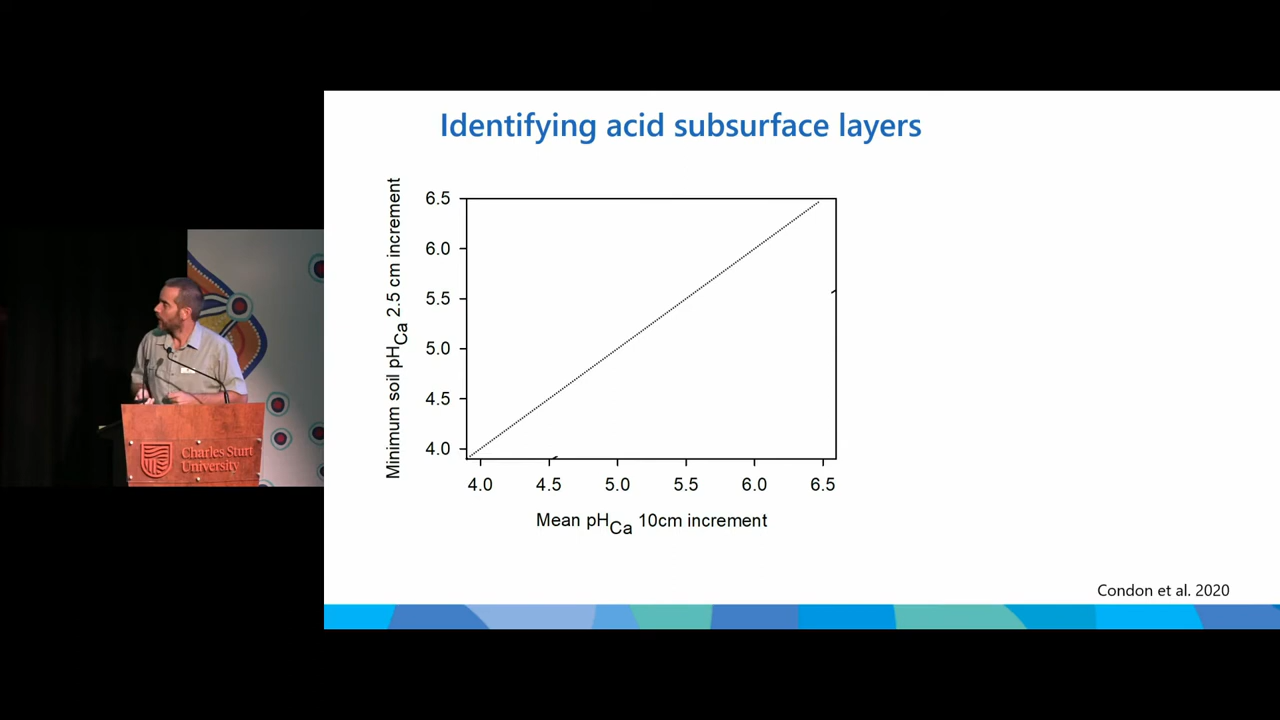 Identifying acid subsurface layers
Minimum soil pHCa 2.5 cm increment
6.5
6.0
5.5
5.0
4.5
4.0
4.0 4.5 5.0 5.5 6.0 6.5
Mean pHCa 10cm increment
Condon et al. 2020
Charles Sturt
University